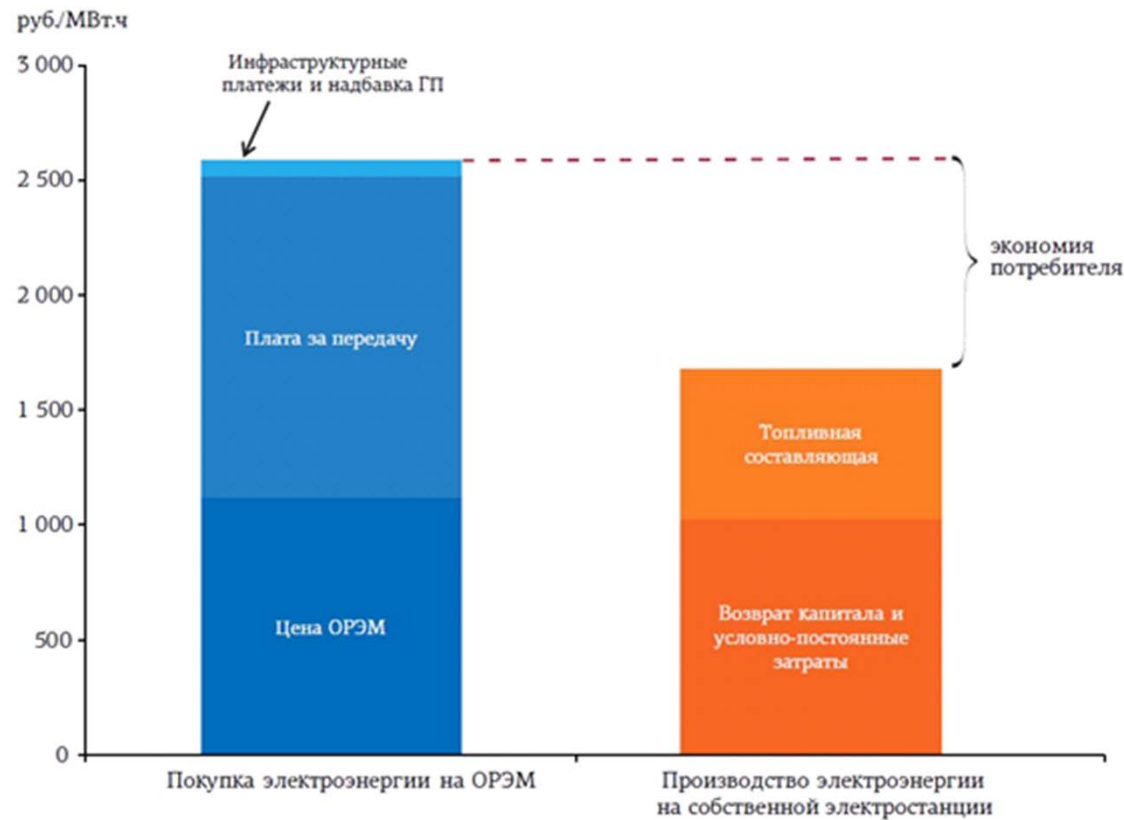 руб./МВт.ч
3 000
Инфраструктурные
платежи и надбавка ГП
2 500
экономия
потребителя
2 000
Плата за передачу
1 500
Топливная
составляющая
1 000
Цена ОРЭМ
Возврат капитала и
условно-постоянные
затраты
500
0
Покупка электроэнергии на ОРЭМ
Производство электроэнергии
на собственной электростанции